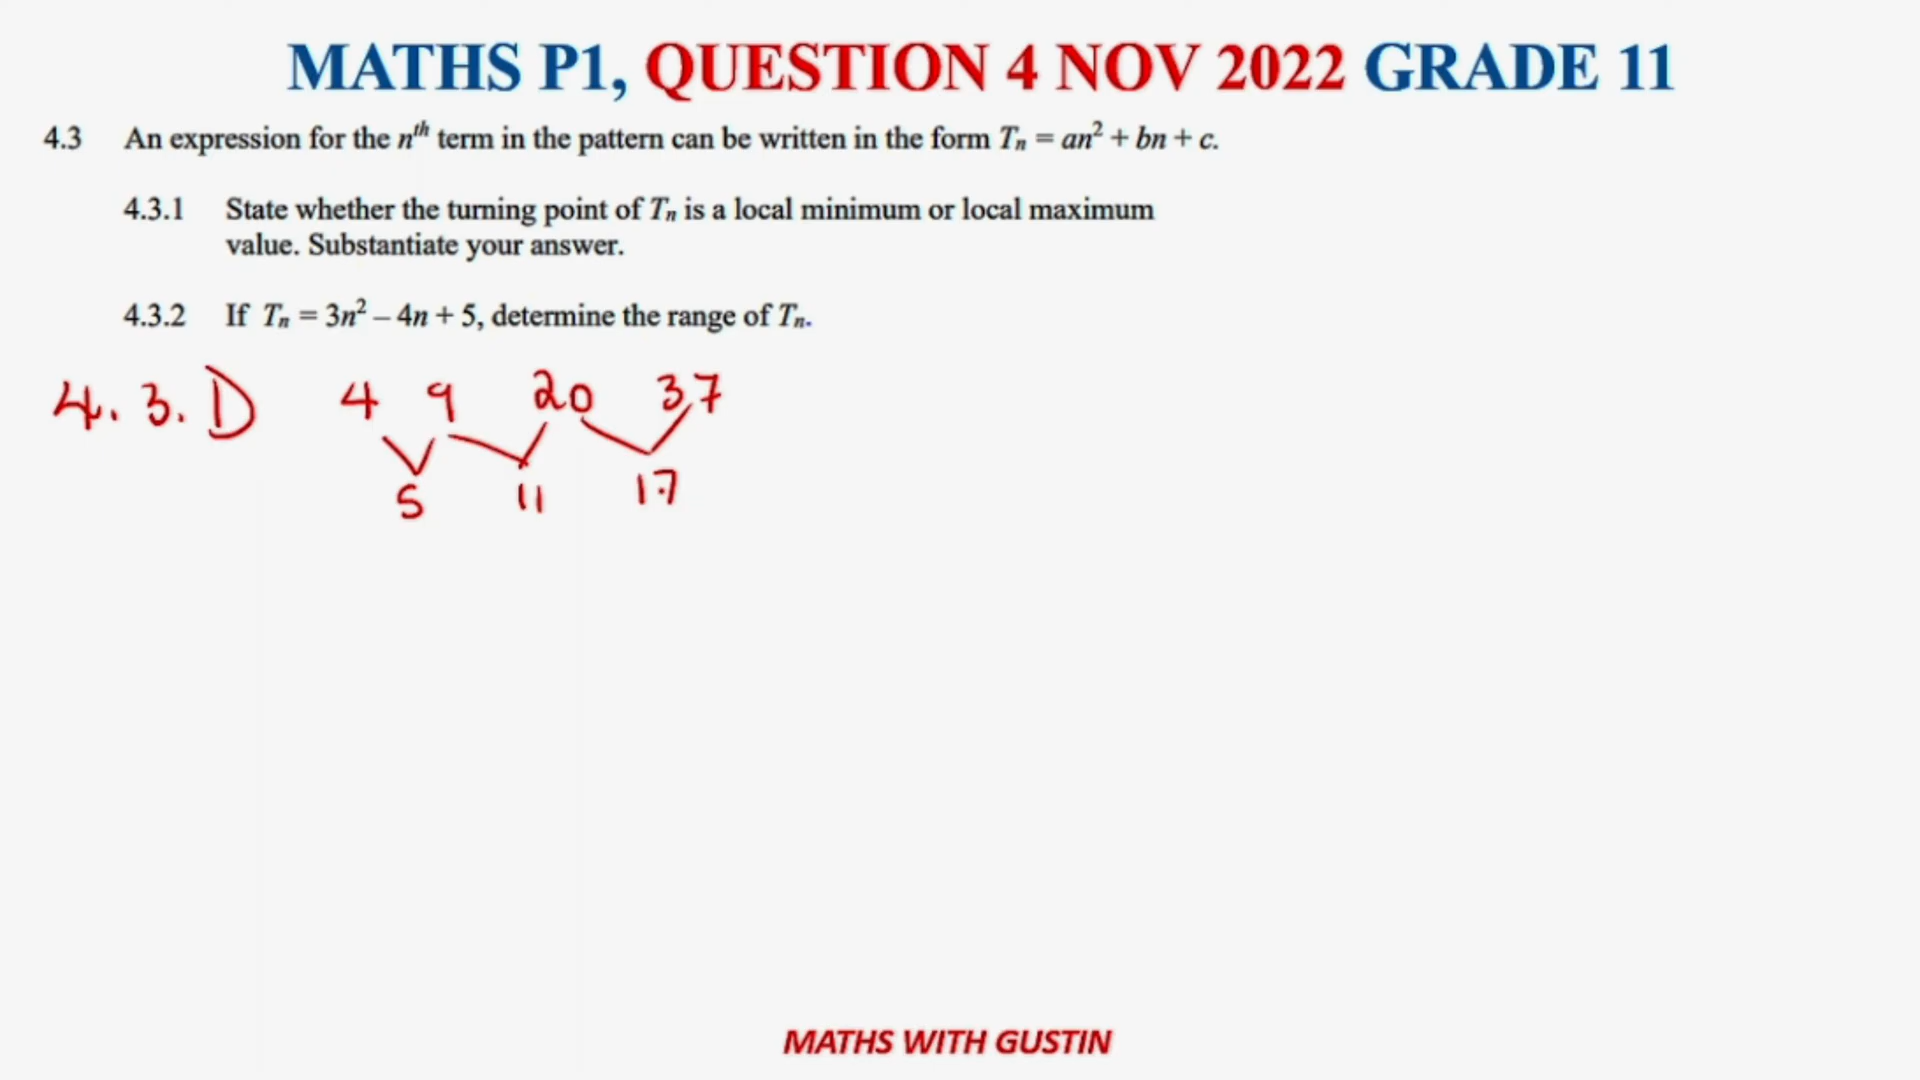 MATHS P1, QUESTION 4 NOV 2022 GRADE 11
4.3 An expression for the nᵗʰ term in the pattern can be written in the form Tₙ = an² + bn + c.
4.3.1 State whether the turning point of Tₙ is a local minimum or local maximum
value. Substantiate your answer.
4.3.2 If Tₙ = 3n² – 4n + 5, determine the range of Tₙ.
4.3.1) 4 9 20 37
5 11 17
MATHS WITH GUSTIN